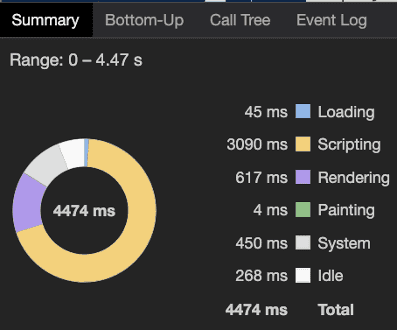 Summary Bottom-Up Call Tree Event Log
Range: 0 – 4.47 s
45 ms Loading
3090 ms Scripting
617 ms Rendering
4474 ms
4 ms Painting
450 ms System
268 ms Idle
4474 ms Total